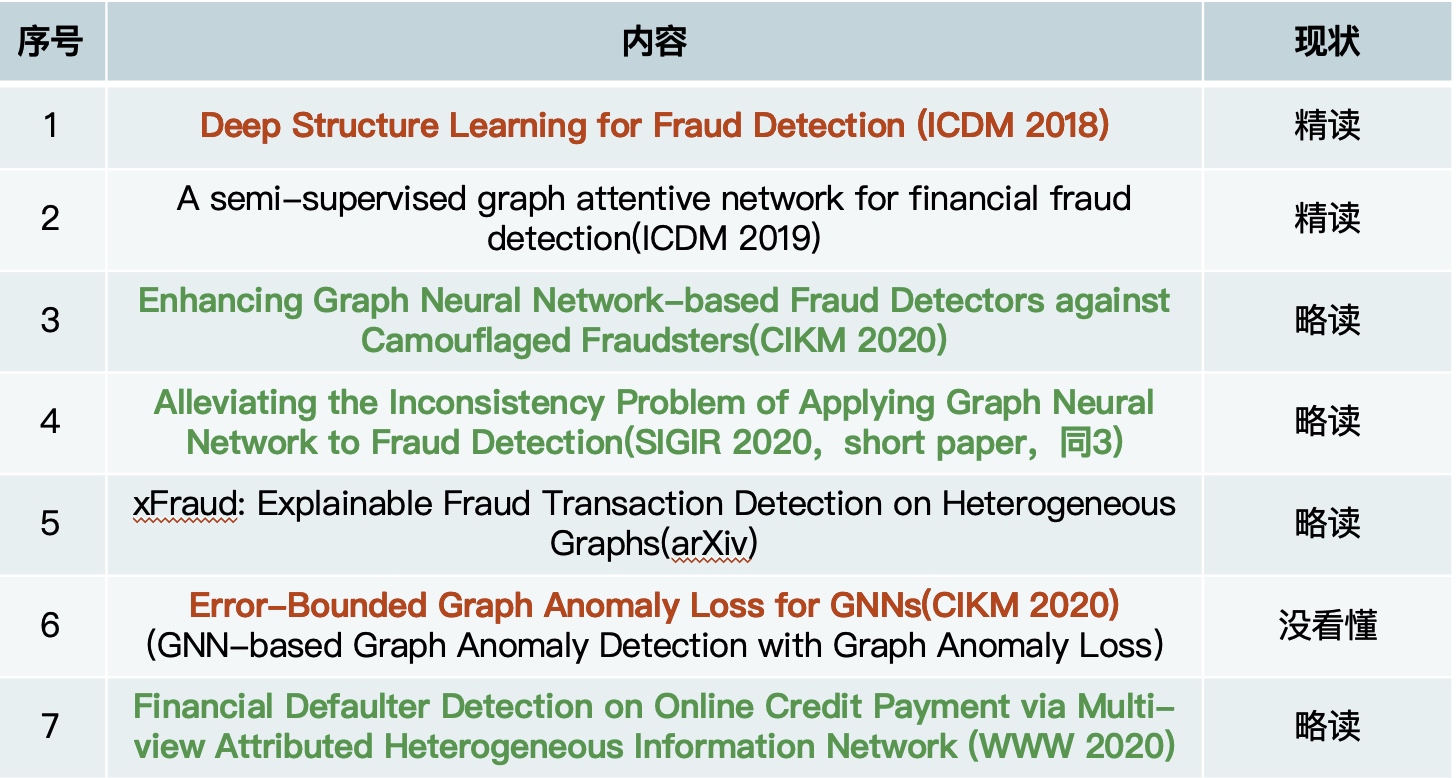 序号 内容 现状
1 Deep Structure Learning for Fraud Detection (ICDM 2018) 精读
A semi-supervised graph attentive network for financial fraud
2 detection(ICDM 2019) 精读
Enhancing Graph Neural Network-based Fraud Detectors against
3 Camouflaged Fraudsters(CIKM 2020) 略读
Alleviating the Inconsistency Problem of Applying Graph Neural
4 Network to Fraud Detection(SIGIR 2020，short paper，同3) 略读
xFraud: Explainable Fraud Transaction Detection on Heterogeneous
5 Graphs(arXiv) 略读
Error-Bounded Graph Anomaly Loss for GNNs(CIKM 2020)
6 (GNN-based Graph Anomaly Detection with Graph Anomaly Loss) 没看懂
Financial Defaulter Detection on Online Credit Payment via Multi-
7 view Attributed Heterogeneous Information Network (WWW 2020) 略读